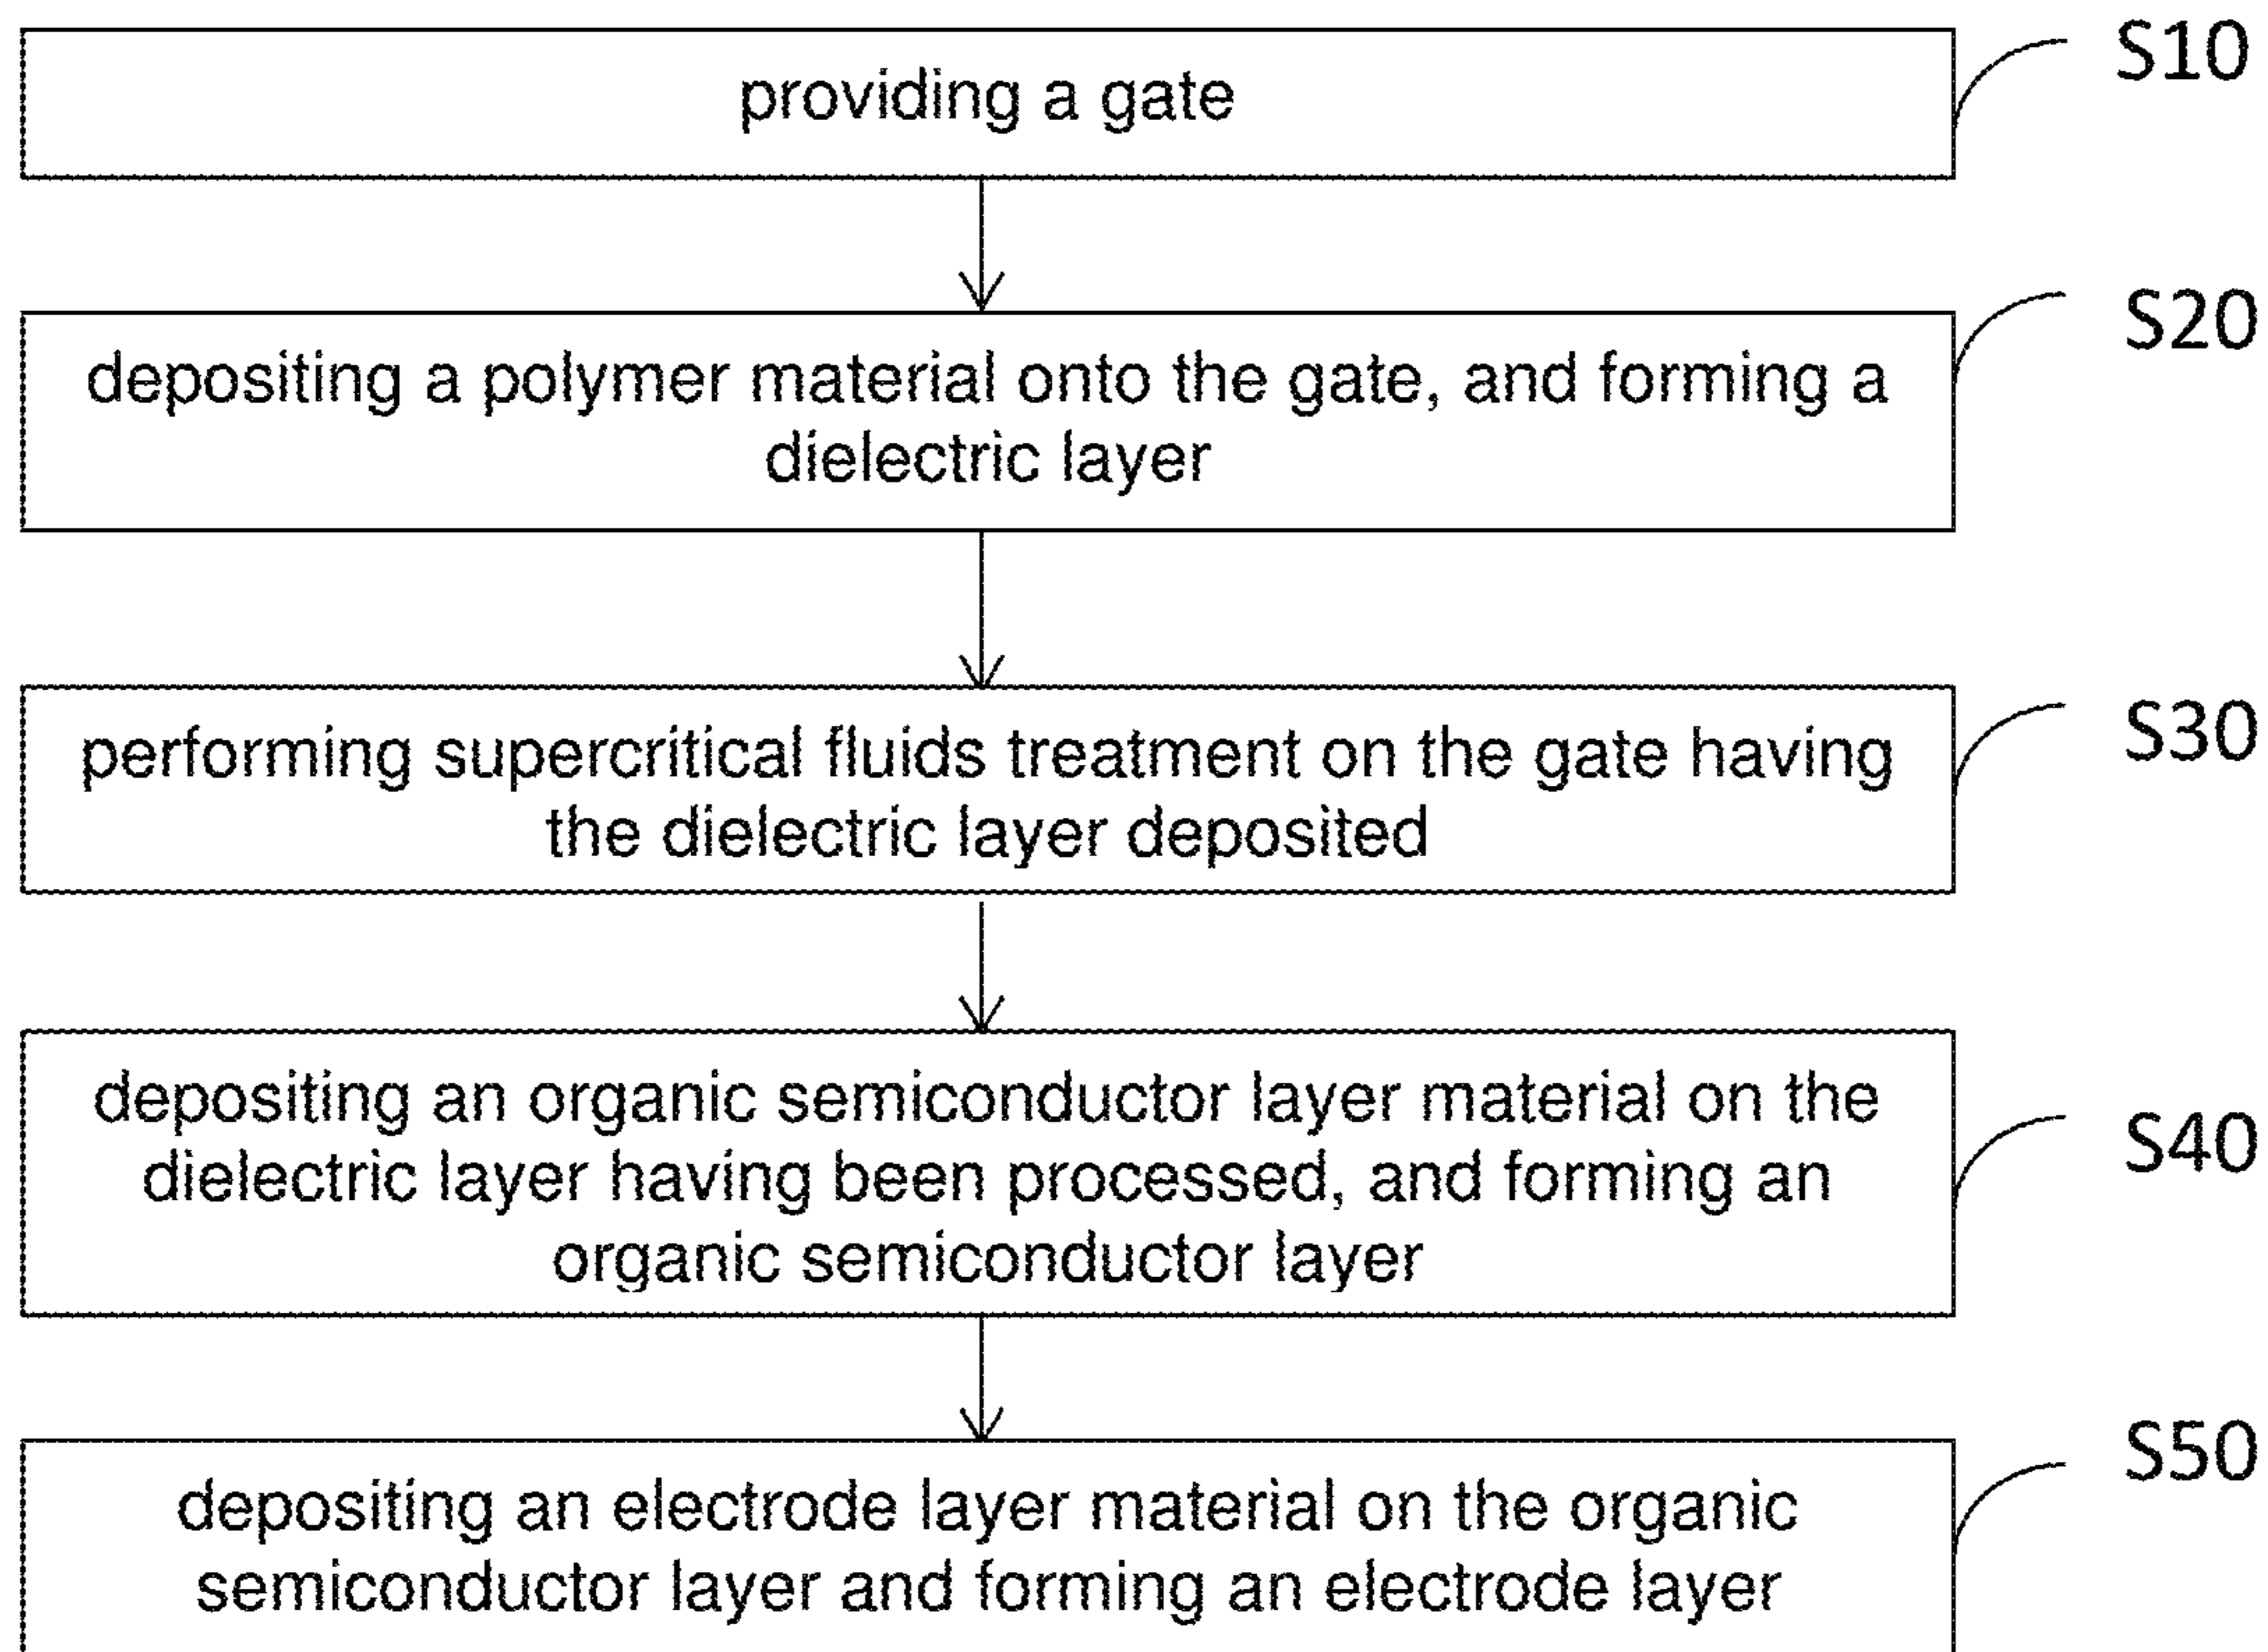 providing a gate
S10
depositing a polymer material onto the gate, and forming a
dielectric layer
S20
performing supercritical fluids treatment on the gate having
the dielectric layer deposited
S30
depositing an organic semiconductor layer material on the
dielectric layer having been processed, and forming an
organic semiconductor layer
S40
depositing an electrode layer material on the organic
semiconductor layer and forming an electrode layer
S50